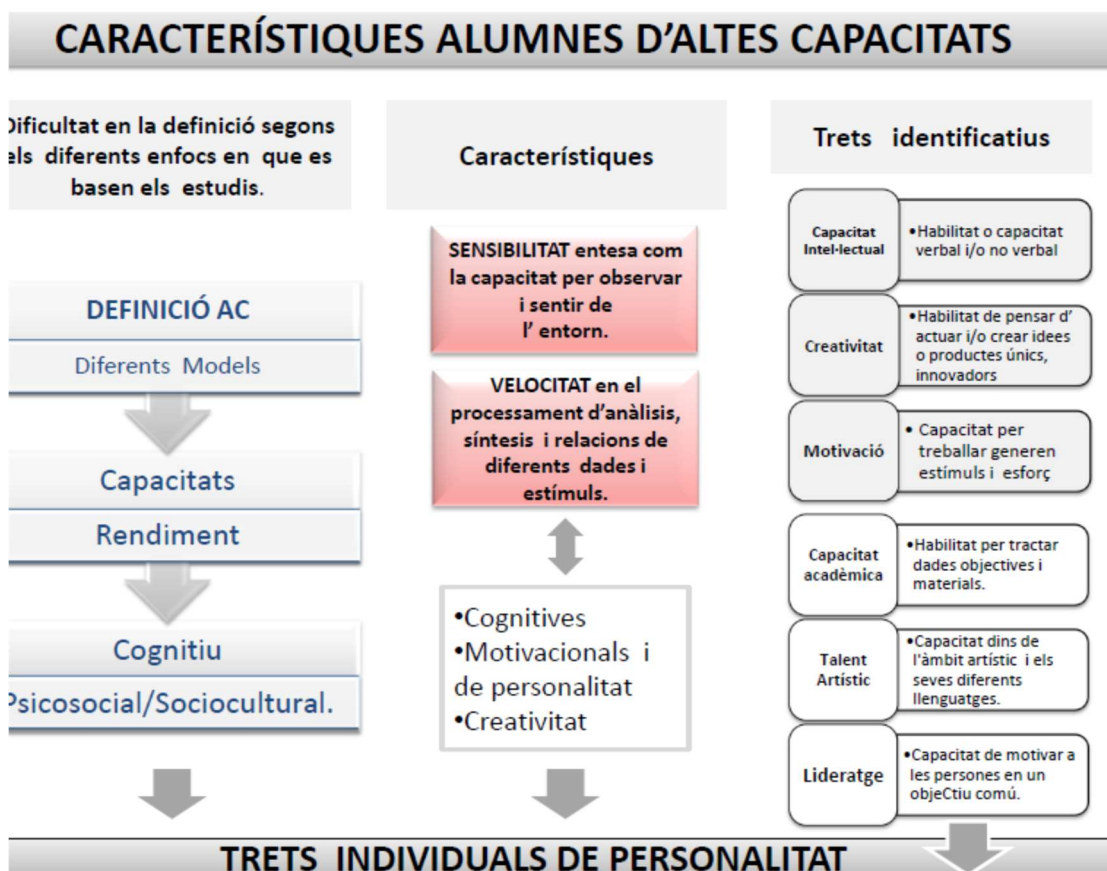 CARACTERÍSTIQUES ALUMNES D'ALTES CAPACITATS
Dificultat en la definició segons
els diferents enfocs en que es
basen els estudis.
DEFINICIÓ AC
Diferents Models
Capacitats
Rendiment
Cognitiu
Psicosocial/Sociocultural.
Característiques
SENSIBILITAT entesa com
la capacitat per observar
i sentir de
l' entorn.
VELOCITAT en el
processament d'anàlisis,
síntesis i relacions de
diferents dades i
estímuls.
•Cognitives
•Motivacionals i
de personalitat
•Creativitat
Trets identificatius
Capacitat
Intel·lectual
•Habilitat o capacitat
verbal i/o no verbal
Creativitat
•Habilitat de pensar d'
actuar i/o crear idees
o productes únics,
innovadors
Motivació
• Capacitat per
treballar generen
estímuls i esforç
Capacitat
acadèmica
•Habilitat per tractar
dades objectives i
materials.
Talent
Artístic
•Capacitat dins de
l'àmbit artístic i els
seves diferents
llenguatges.
Lideratge
•Capacitat de motivar a
les persones en un
objeCtiu comú.
TRETS INDIVIDUALS DE PERSONALITAT